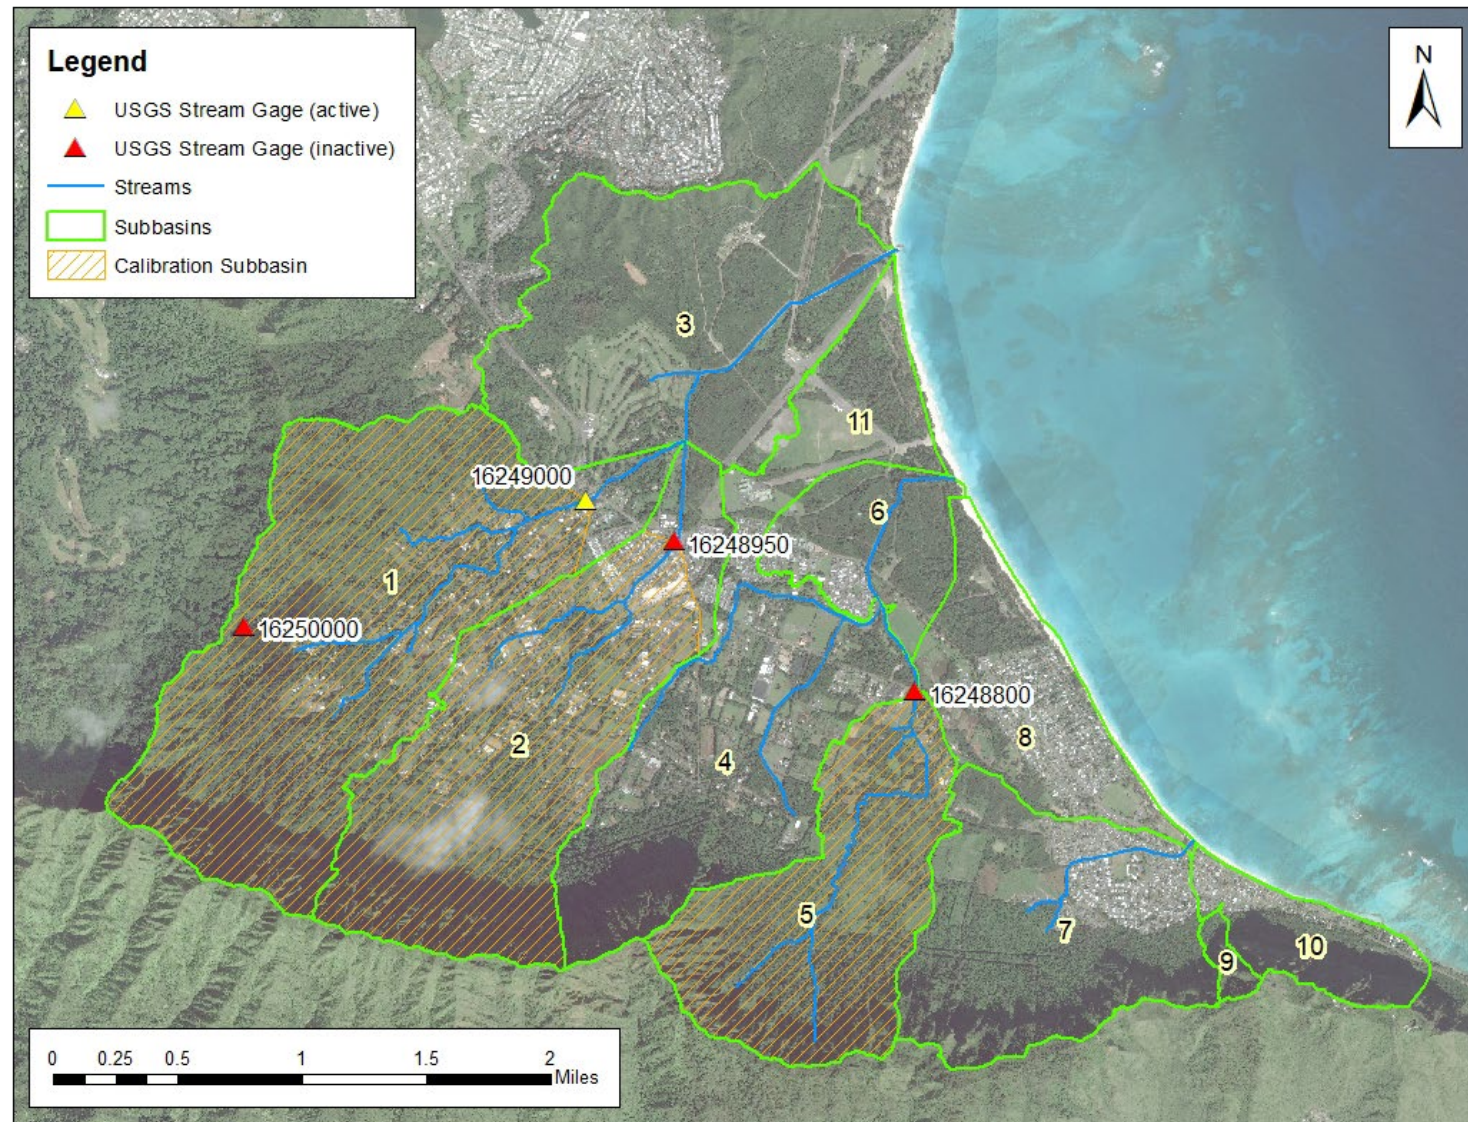 Legend
USGS Stream Gage (active)
USGS Stream Gage (inactive)
Streams
Subbasins
Calibration Subbasin
N
3
11
16249000
6
16248950
1
16250000
16248800
2
4
8
5
7
9
10
0 0.25 0.5 1 1.5 2
Miles